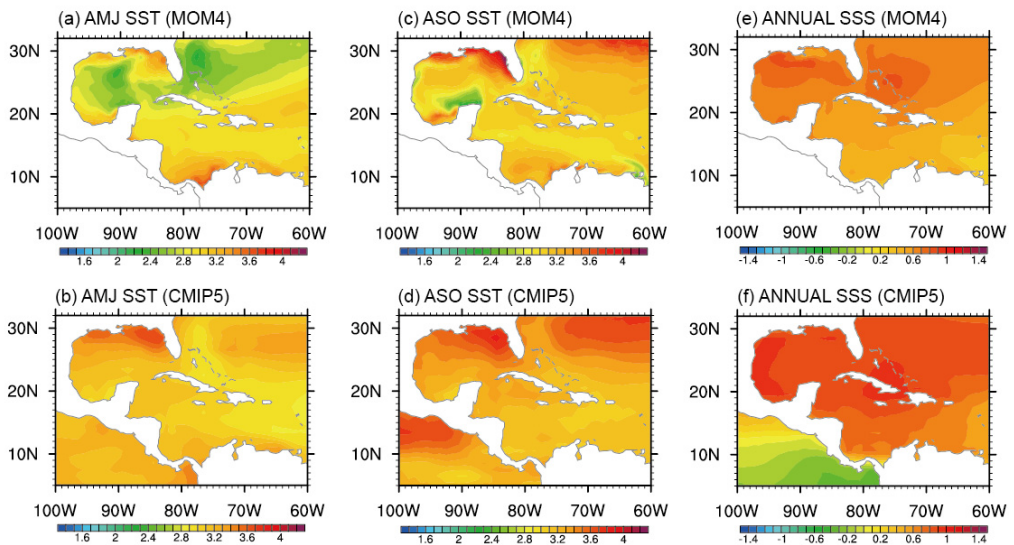 (a) AMJ SST (MOM4)
30N
20N
10N
100W 90W 80W 70W 60W
1.6 2 2.4 2.8 3.2 3.6 4
(c) ASO SST (MOM4)
30N
20N
10N
100W 90W 80W 70W 60W
1.6 2 2.4 2.8 3.2 3.6 4
(e) ANNUAL SSS (MOM4)
30N
20N
10N
100W 90W 80W 70W 60W
-1.4 -1 -0.6 -0.2 0.2 0.6 1 1.4
(b) AMJ SST (CMIP5)
30N
20N
10N
100W 90W 80W 70W 60W
1.6 2 2.4 2.8 3.2 3.6 4
(d) ASO SST (CMIP5)
30N
20N
10N
100W 90W 80W 70W 60W
1.6 2 2.4 2.8 3.2 3.6 4
(f) ANNUAL SSS (CMIP5)
30N
20N
10N
100W 90W 80W 70W 60W
-1.4 -1 -0.6 -0.2 0.2 0.6 1 1.4